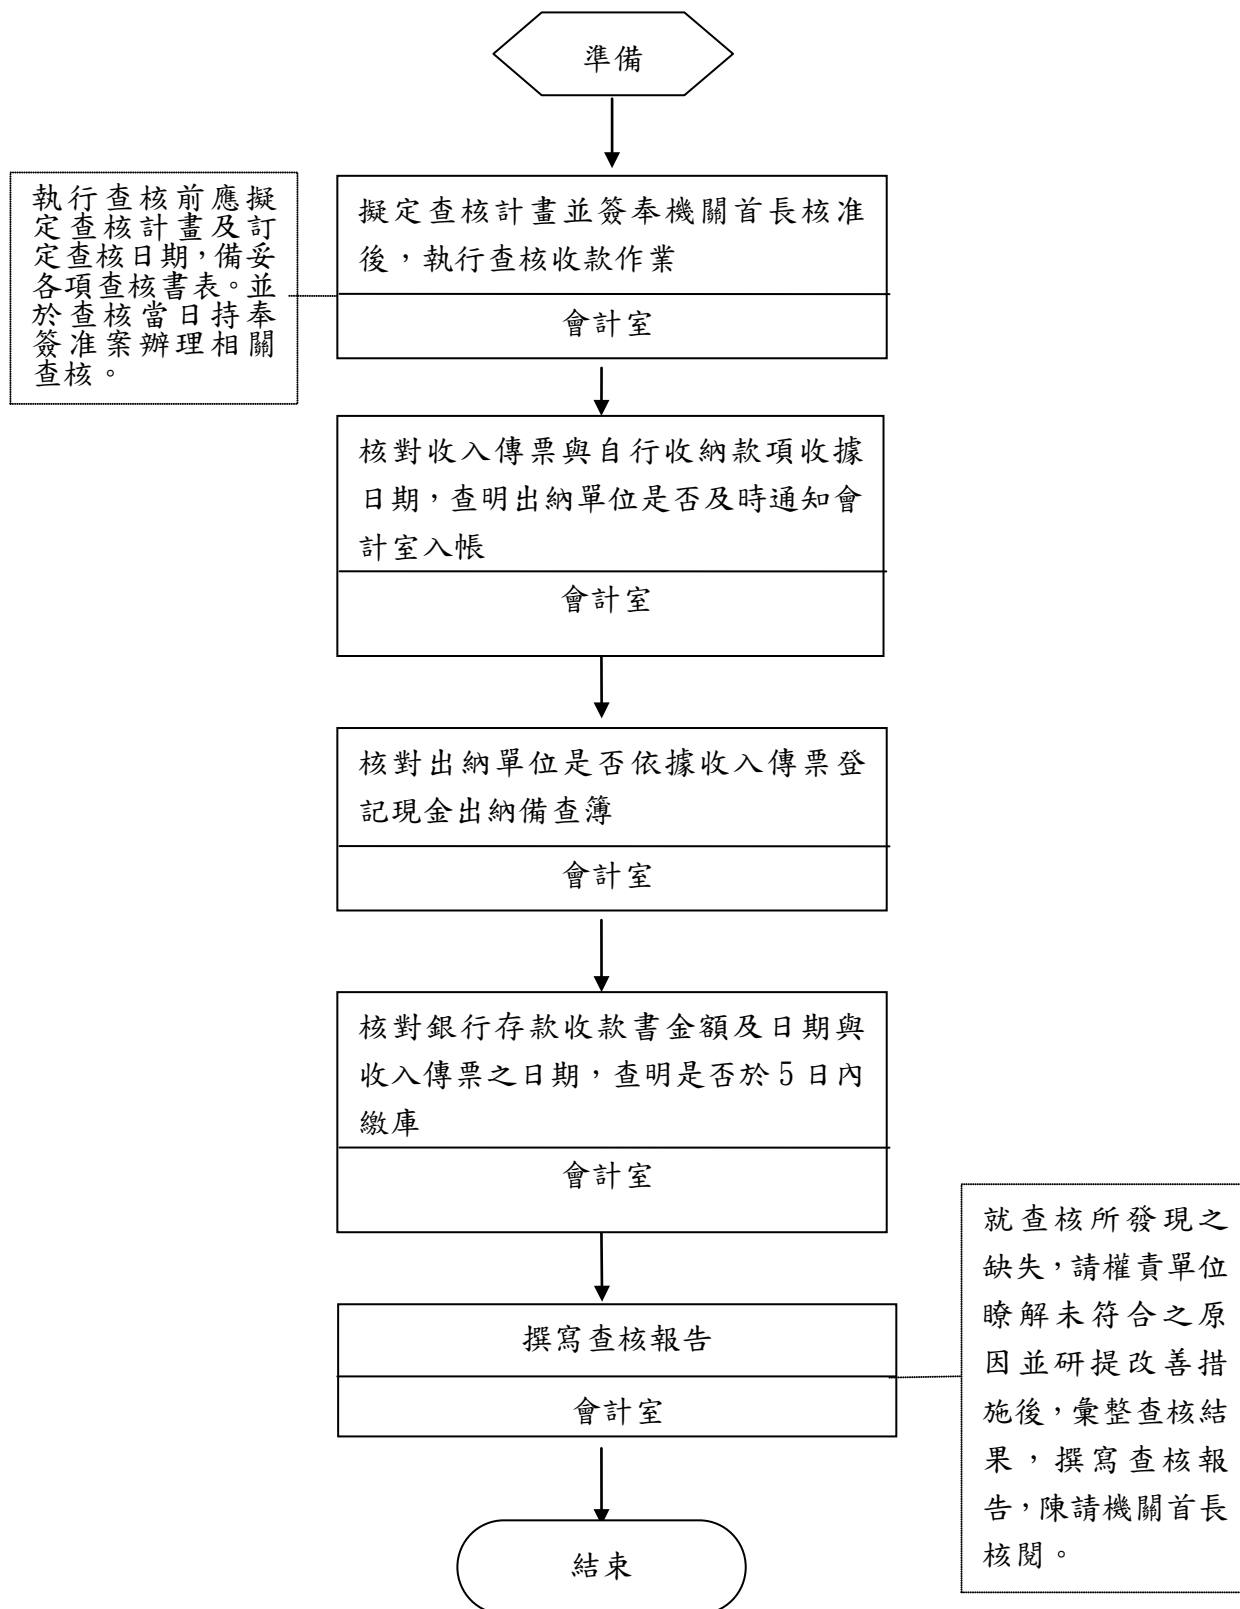 準備
執行查核前應擬
定查核計畫及訂
定查核日期，備妥
各項查核書表。並
於查核當日持奉
簽准案辦理相關
查核。
擬定查核計畫並簽奉機關首長核准
後，執行查核收款作業
會計室
核對收入傳票與自行收納款項收據
日期，查明出納單位是否及時通知會
計室入帳
會計室
核對出納單位是否依據收入傳票登
記現金出納備查簿
會計室
核對銀行存款收款書金額及日期與
收入傳票之日期，查明是否於5日內
繳庫
會計室
撰寫查核報告
會計室
就查核所發現之
缺失，請權責單位
瞭解未符合之原
因並研提改善措
施後，彙整查核結
果，撰寫查核報
告，陳請機關首長
核閱。
結束